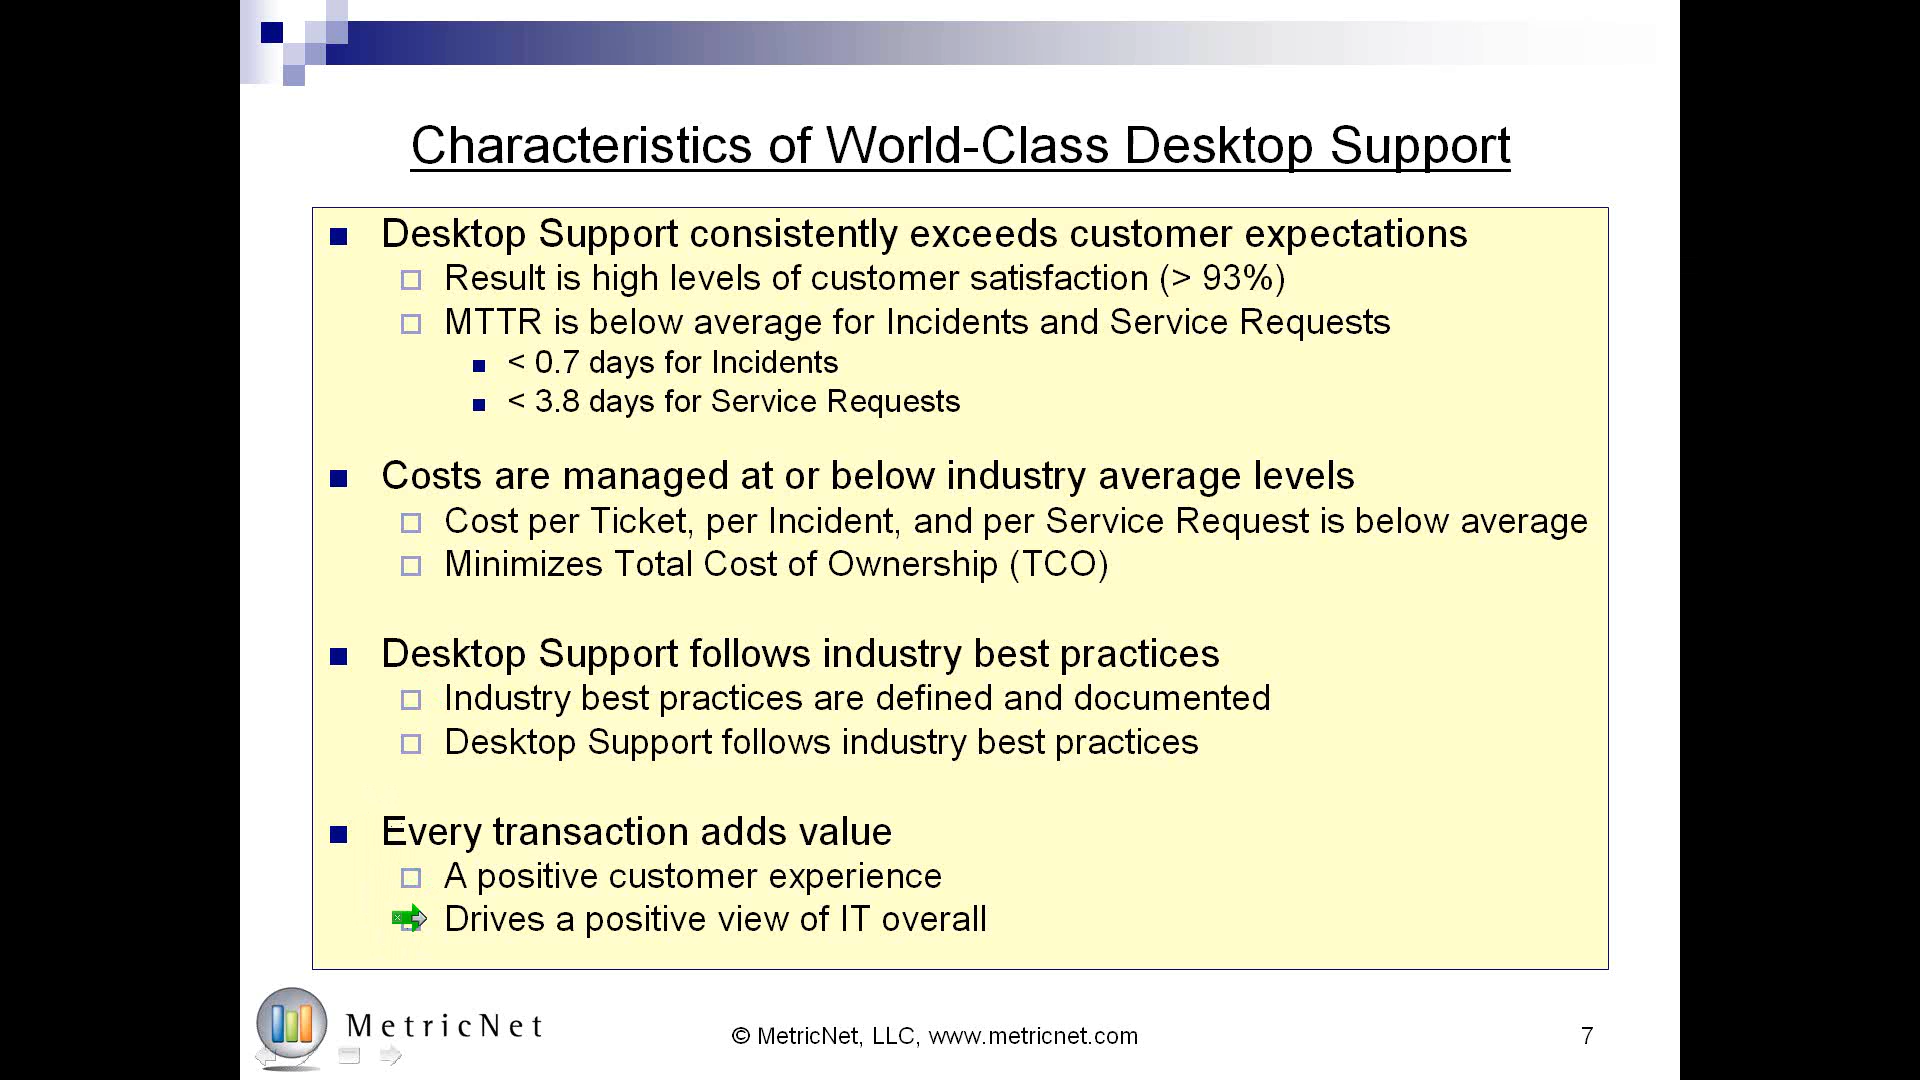 Characteristics of World-Class Desktop Support
Desktop Support consistently exceeds customer expectations
Result is high levels of customer satisfaction (> 93%)
MTTR is below average for Incidents and Service Requests
< 0.7 days for Incidents
< 3.8 days for Service Requests
Costs are managed at or below industry average levels
Cost per Ticket, per Incident, and per Service Request is below average
Minimizes Total Cost of Ownership (TCO)
Desktop Support follows industry best practices
Industry best practices are defined and documented
Desktop Support follows industry best practices
Every transaction adds value
A positive customer experience
Drives a positive view of IT overall
MetricNet
© MetricNet, LLC, www.metricnet.com
7